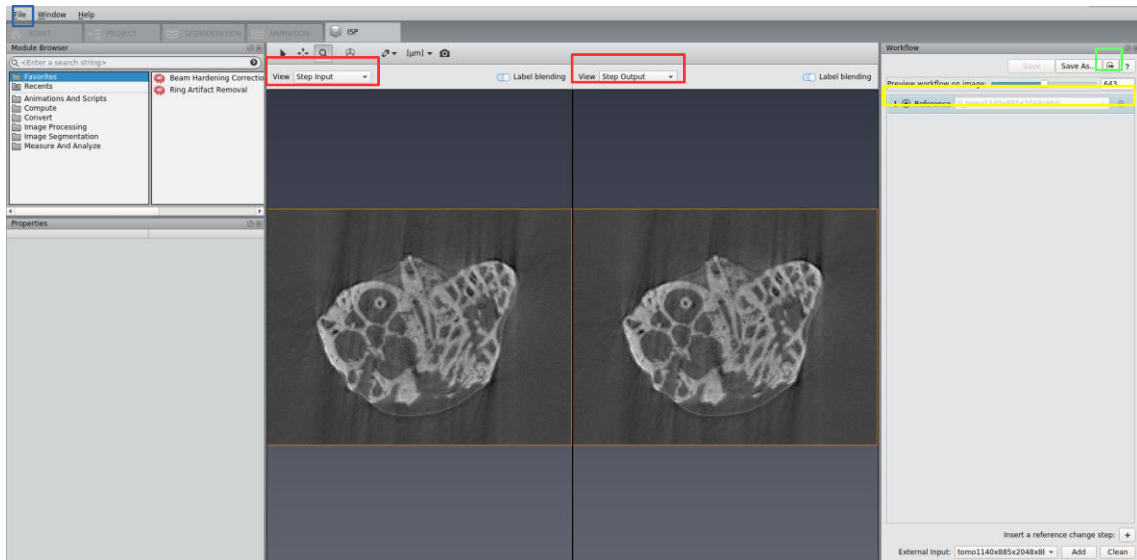 File Window Help
START PROJECT SEGMENTATION ANIMATION ISP
Module Browser
<Enter a search string>
Favorites
Recents
Animations And Scripts
Compute
Convert
Image Processing
Image Segmentation
Measure And Analyze
Beam Hardening Correctio
Ring Artifact Removal
Properties
[µm]
View Step Input
Label blending
View Step Output
Label blending
Workflow
Save Save As.. ?
Preview workflow on image: 643
1 Reference
Insert a reference change step: +
External Input: tomo1140x885x2048x8l Add Clean